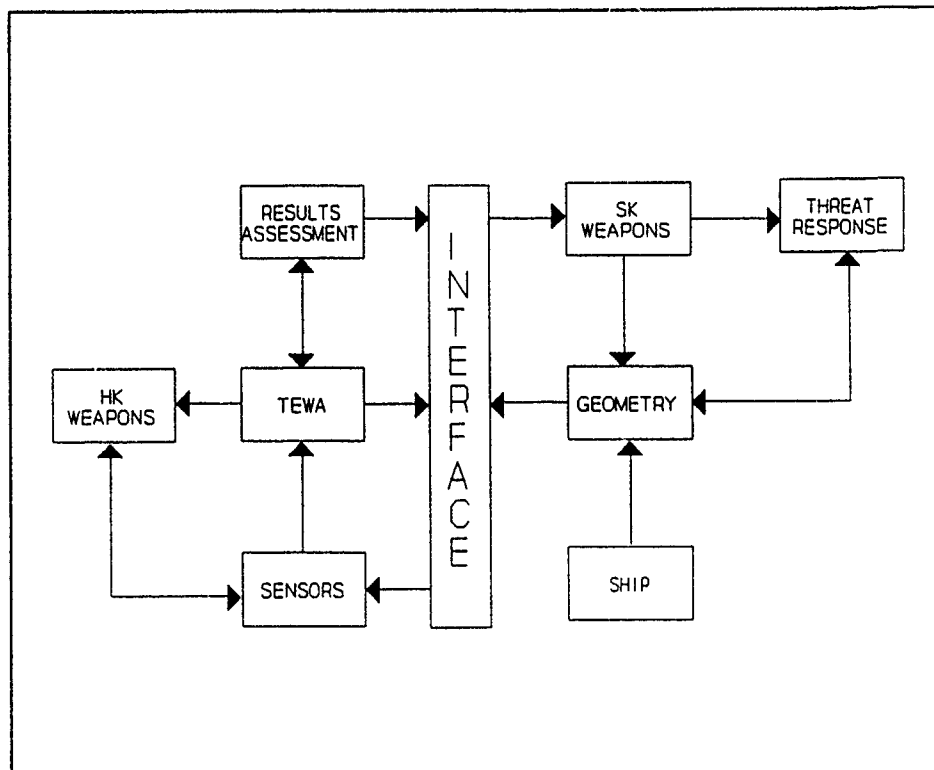 RESULTS
ASSESSMENT
SK
WEAPONS
THREAT
RESPONSE
INTERFACE
HK
WEAPONS
TEWA
GEOMETRY
SENSORS
SHIP